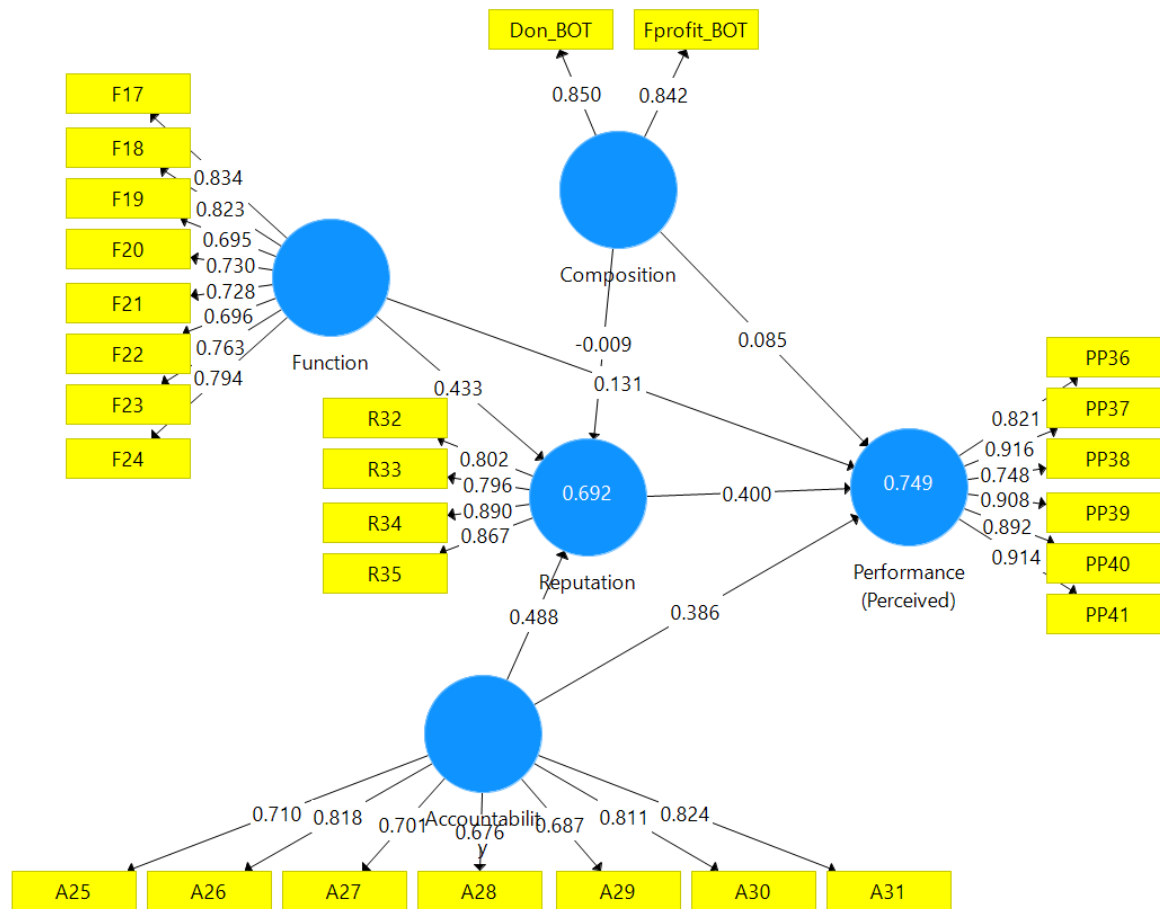 Don_BOT
Fprofit_BOT
0.850
0.842
Composition
-0.009
0.085
F17
F18
F19
F20
F21
F22
F23
F24
0.834
0.823
0.695
0.730
0.728
0.696
0.763
0.794
Function
0.433
0.131
R32
R33
R34
R35
0.802
0.796
0.890
0.867
0.692
Reputation
0.400
0.749
Performance
(Perceived)
0.821
0.916
0.748
0.908
0.892
0.914
PP36
PP37
PP38
PP39
PP40
PP41
0.488
0.386
Accountabilit
y
0.710
0.818
0.701
0.676
0.687
0.811
0.824
A25
A26
A27
A28
A29
A30
A31